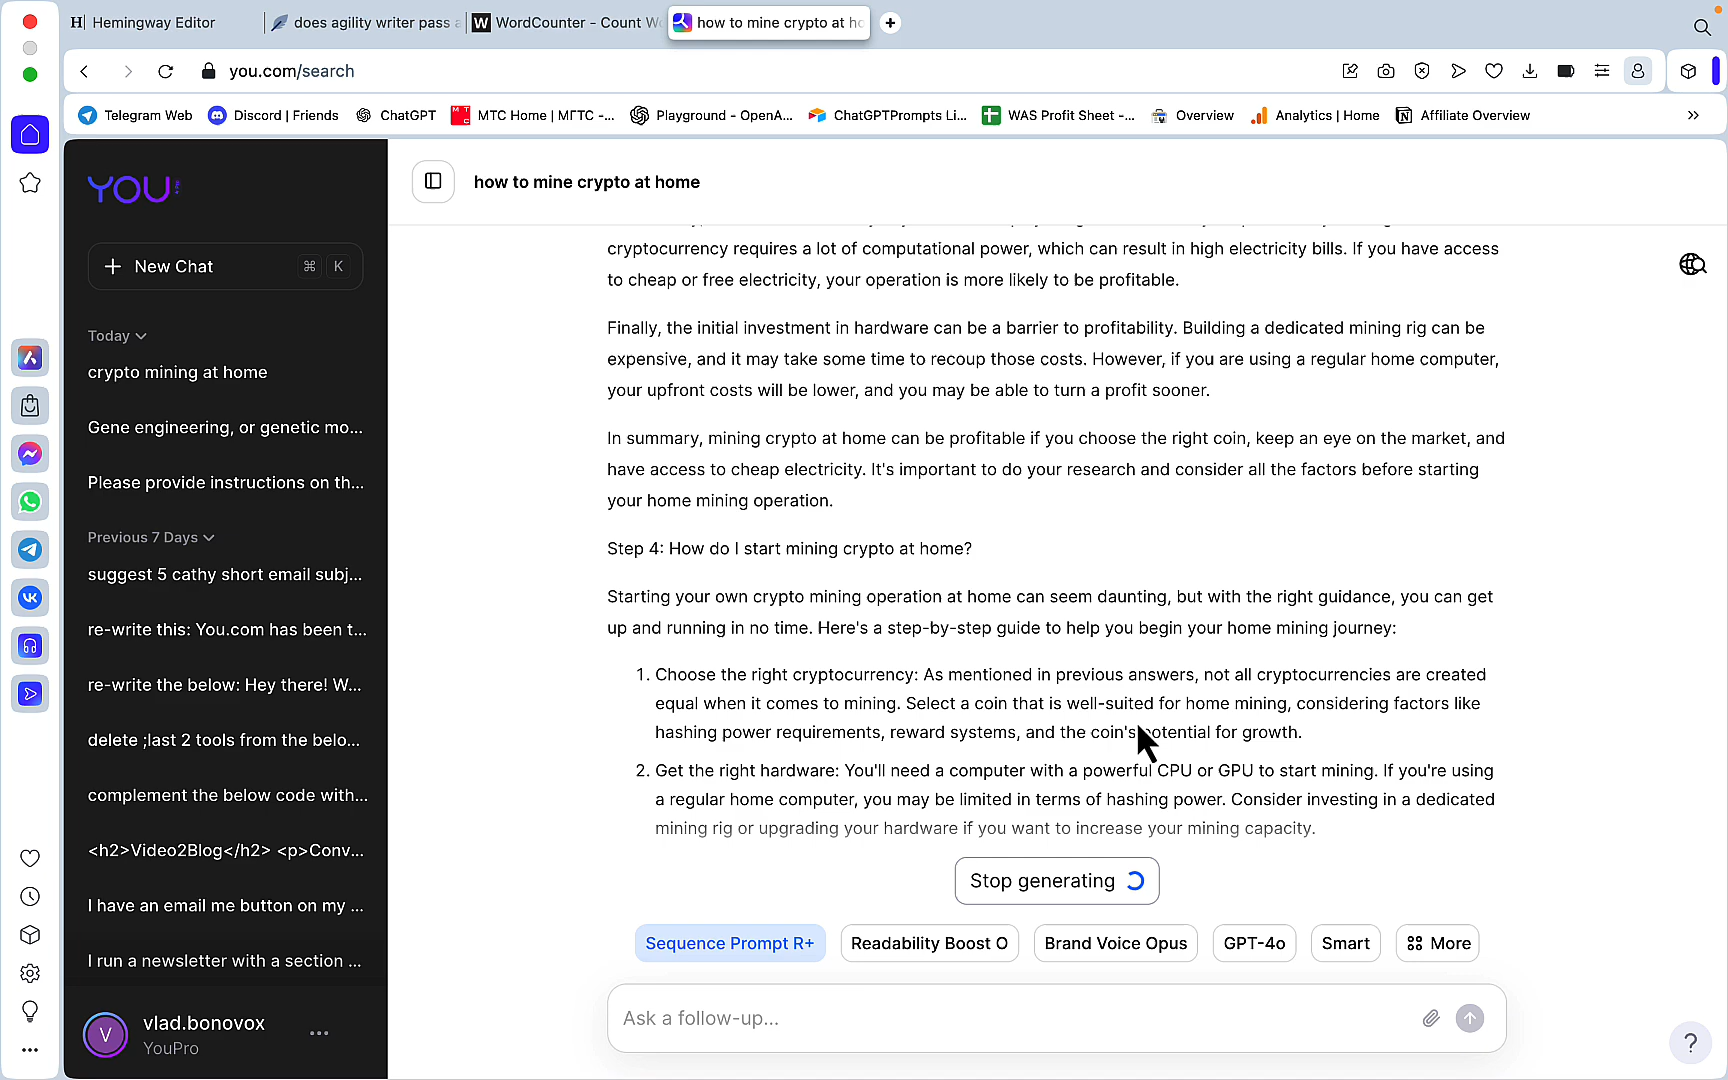 H| Hemingway Editor
does agility writer pass a
W WordCounter - Count Wo
how to mine crypto at ho
you.com/search
Telegram Web
Discord | Friends
ChatGPT
МТС Home | МГТС -...
Playground - OpenA...
ChatGPTPrompts Li...
WAS Profit Sheet -...
Overview
Analytics | Home
Affiliate Overview
YOU
New Chat
⌘ K
Today
crypto mining at home
Gene engineering, or genetic mo...
Please provide instructions on th...
Previous 7 Days
suggest 5 cathy short email subj...
re-write this: You.com has been t...
re-write the below: Hey there! W...
delete ;last 2 tools from the belo...
complement the below code with...
<h2>Video2Blog</h2> <p>Conv...
I have an email me button on my ...
I run a newsletter with a section ...
V
vlad.bonovox
YouPro
how to mine crypto at home
cryptocurrency requires a lot of computational power, which can result in high electricity bills. If you have access
to cheap or free electricity, your operation is more likely to be profitable.
Finally, the initial investment in hardware can be a barrier to profitability. Building a dedicated mining rig can be
expensive, and it may take some time to recoup those costs. However, if you are using a regular home computer,
your upfront costs will be lower, and you may be able to turn a profit sooner.
In summary, mining crypto at home can be profitable if you choose the right coin, keep an eye on the market, and
have access to cheap electricity. It's important to do your research and consider all the factors before starting
your home mining operation.
Step 4: How do I start mining crypto at home?
Starting your own crypto mining operation at home can seem daunting, but with the right guidance, you can get
up and running in no time. Here's a step-by-step guide to help you begin your home mining journey:
1. Choose the right cryptocurrency: As mentioned in previous answers, not all cryptocurrencies are created
equal when it comes to mining. Select a coin that is well-suited for home mining, considering factors like
hashing power requirements, reward systems, and the coin's potential for growth.
2. Get the right hardware: You'll need a computer with a powerful CPU or GPU to start mining. If you're using
a regular home computer, you may be limited in terms of hashing power. Consider investing in a dedicated
mining rig or upgrading your hardware if you want to increase your mining capacity.
Stop generating
Sequence Prompt R+
Readability Boost O
Brand Voice Opus
GPT-4o
Smart
More
Ask a follow-up...
?